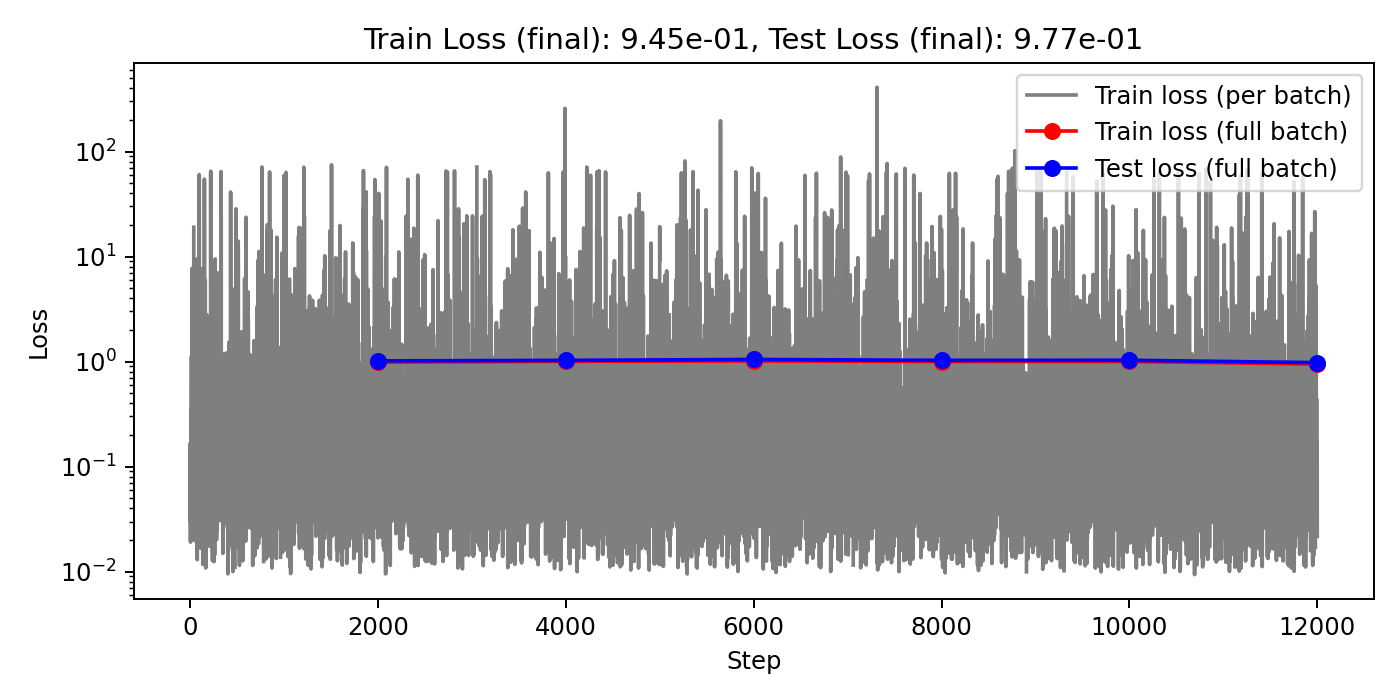 Train Loss (final): 9.45e-01, Test Loss (final): 9.77e-01
Train loss (per batch)
Train loss (full batch)
Test loss (full batch)
Loss
10²
10¹
10⁰
10⁻¹
10⁻²
0 2000 4000 6000 8000 10000 12000
Step